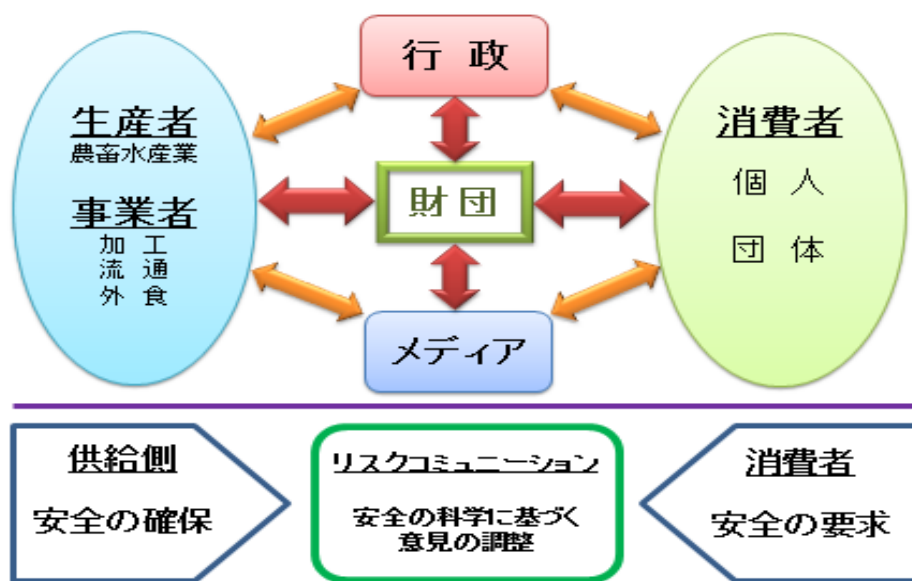 行 政
生産者
農畜水産業
事業者
加 工
流 通
外 食
財 団
消費者
個 人
団 体
メディア
供給側
安全の確保
リスクコミュニーション
安全の科学に基づく
意見の調整
消費者
安全の要求